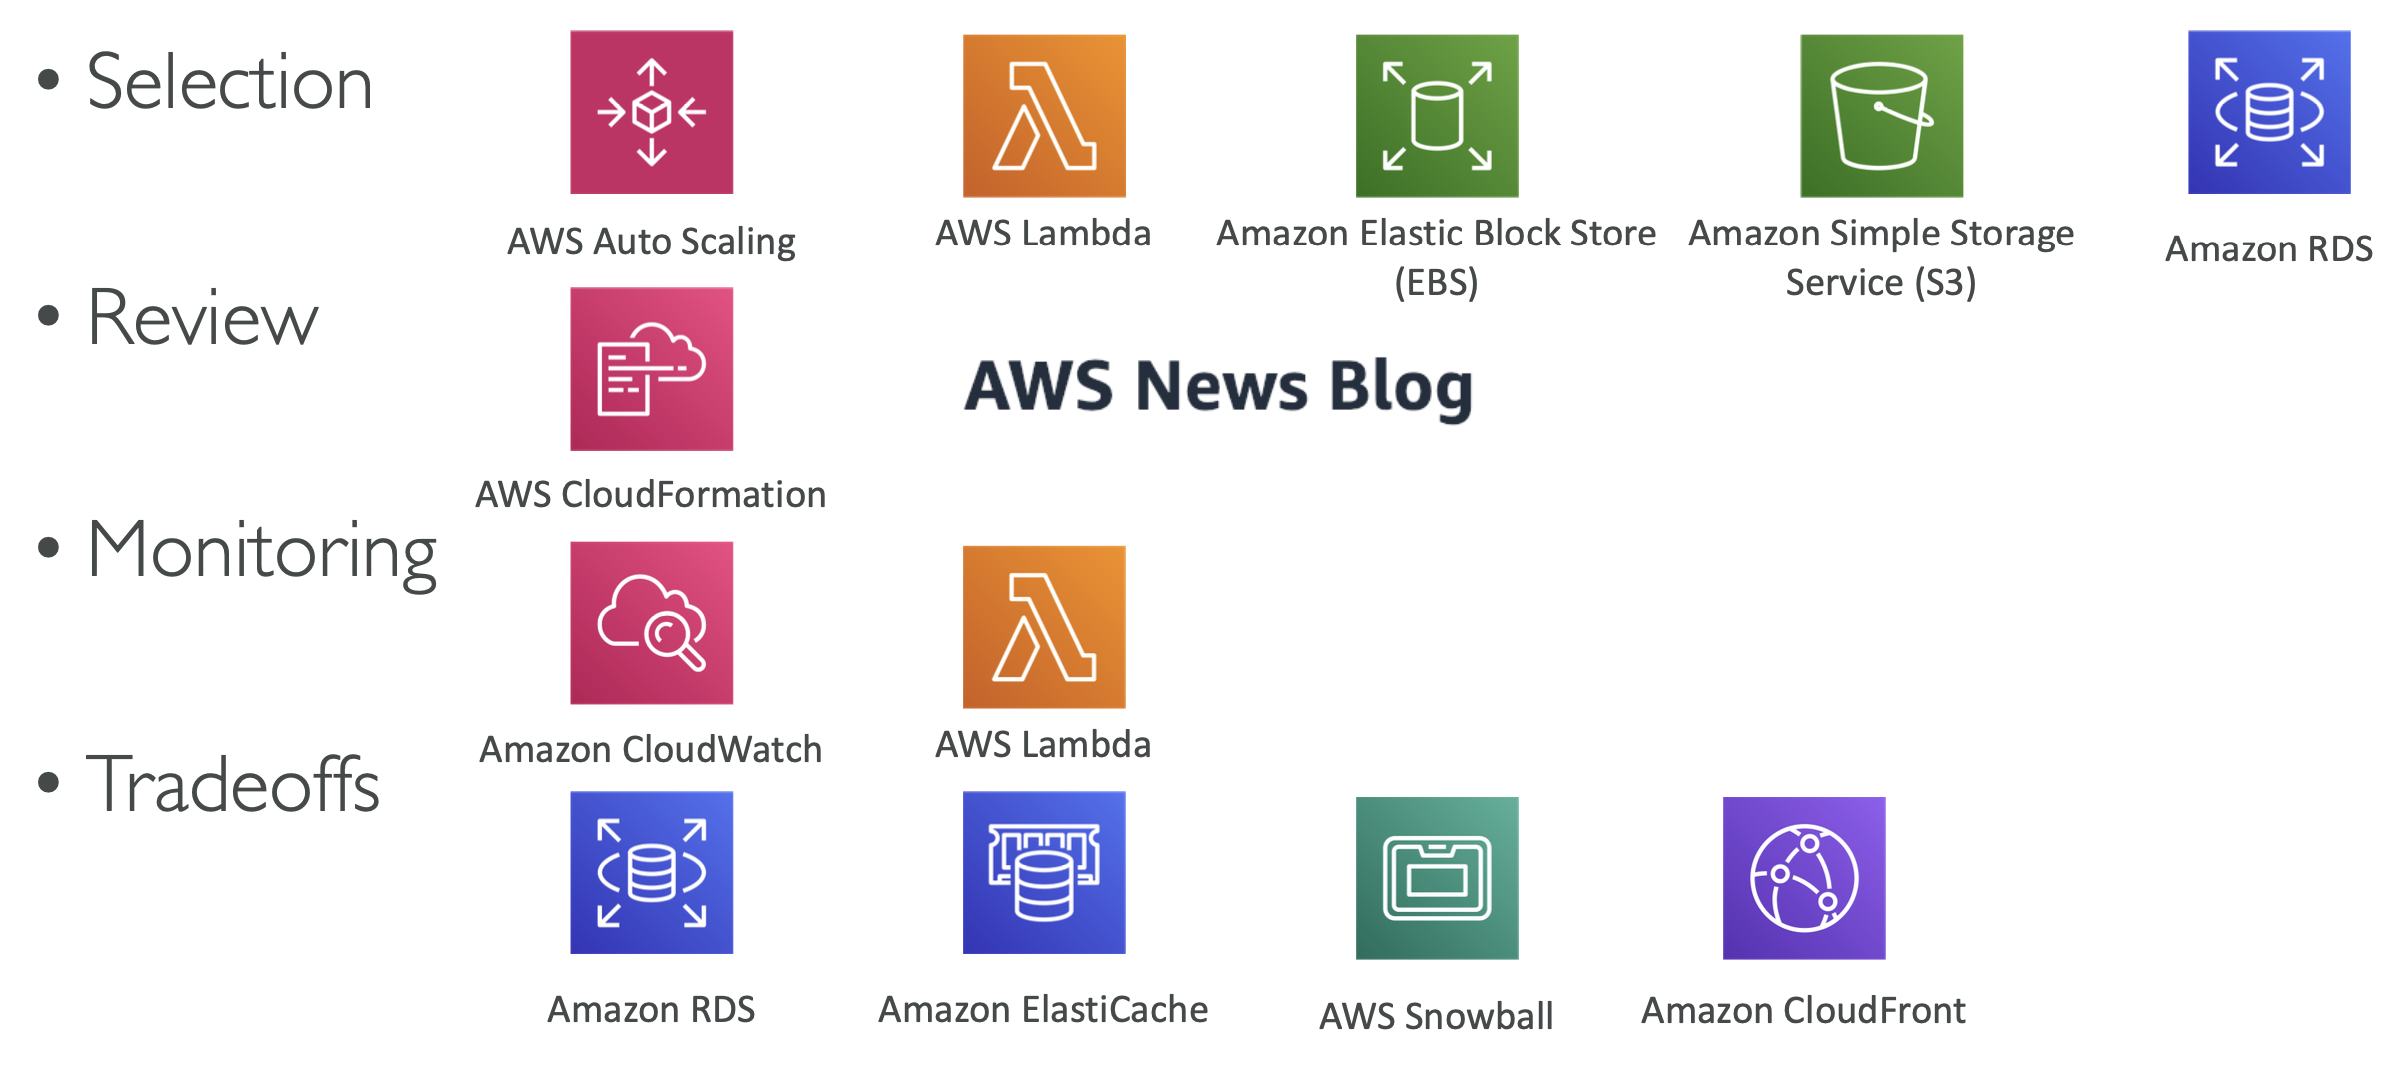 • Selection
AWS Auto Scaling
AWS Lambda
Amazon Elastic Block Store
(EBS)
Amazon Simple Storage
Service (S3)
Amazon RDS
• Review
AWS CloudFormation
AWS News Blog
• Monitoring
Amazon CloudWatch
AWS Lambda
• Tradeoffs
Amazon RDS
Amazon ElastiCache
AWS Snowball
Amazon CloudFront